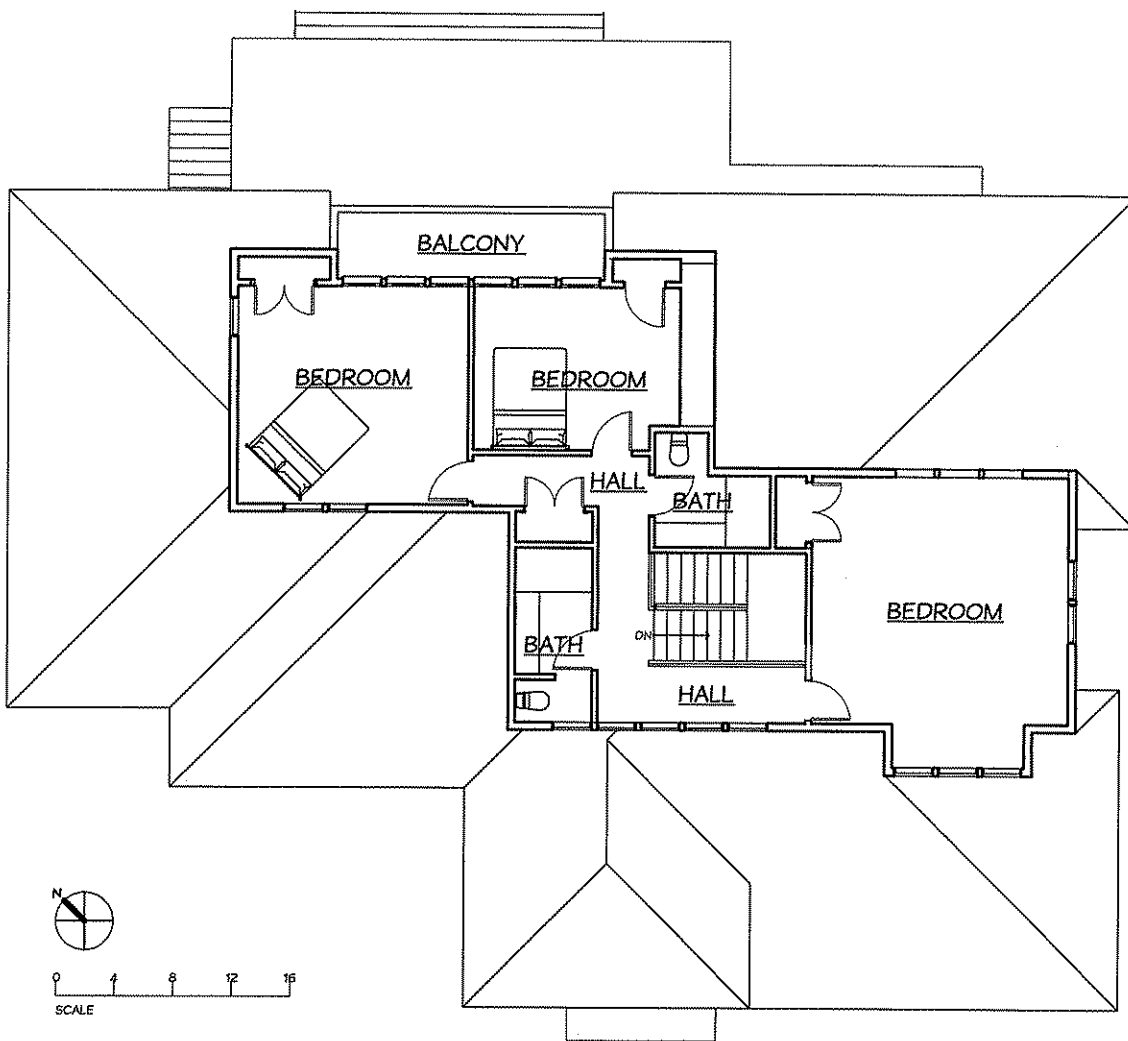 BALCONY
BEDROOM
BEDROOM
HALL
BATH
BEDROOM
DN
BATH
HALL
N
0 4 8 12 16
SCALE